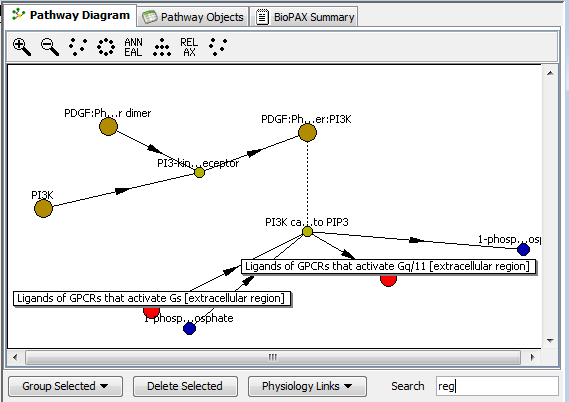 Pathway Diagram Pathway Objects BioPAX Summary
ANN EAL REL AX
PDGF:Ph...r dimer
PDGF:Ph...er:PI3K
PI3-kin...eceptor
PI3K
PI3K ca...to PIP3
1-phosp...osp
Ligands of GPCRs that activate Gq/11 [extracellular region]
Ligands of GPCRs that activate Gs [extracellular region]
1-phosp...osphate
Group Selected Delete Selected Physiology Links Search reg